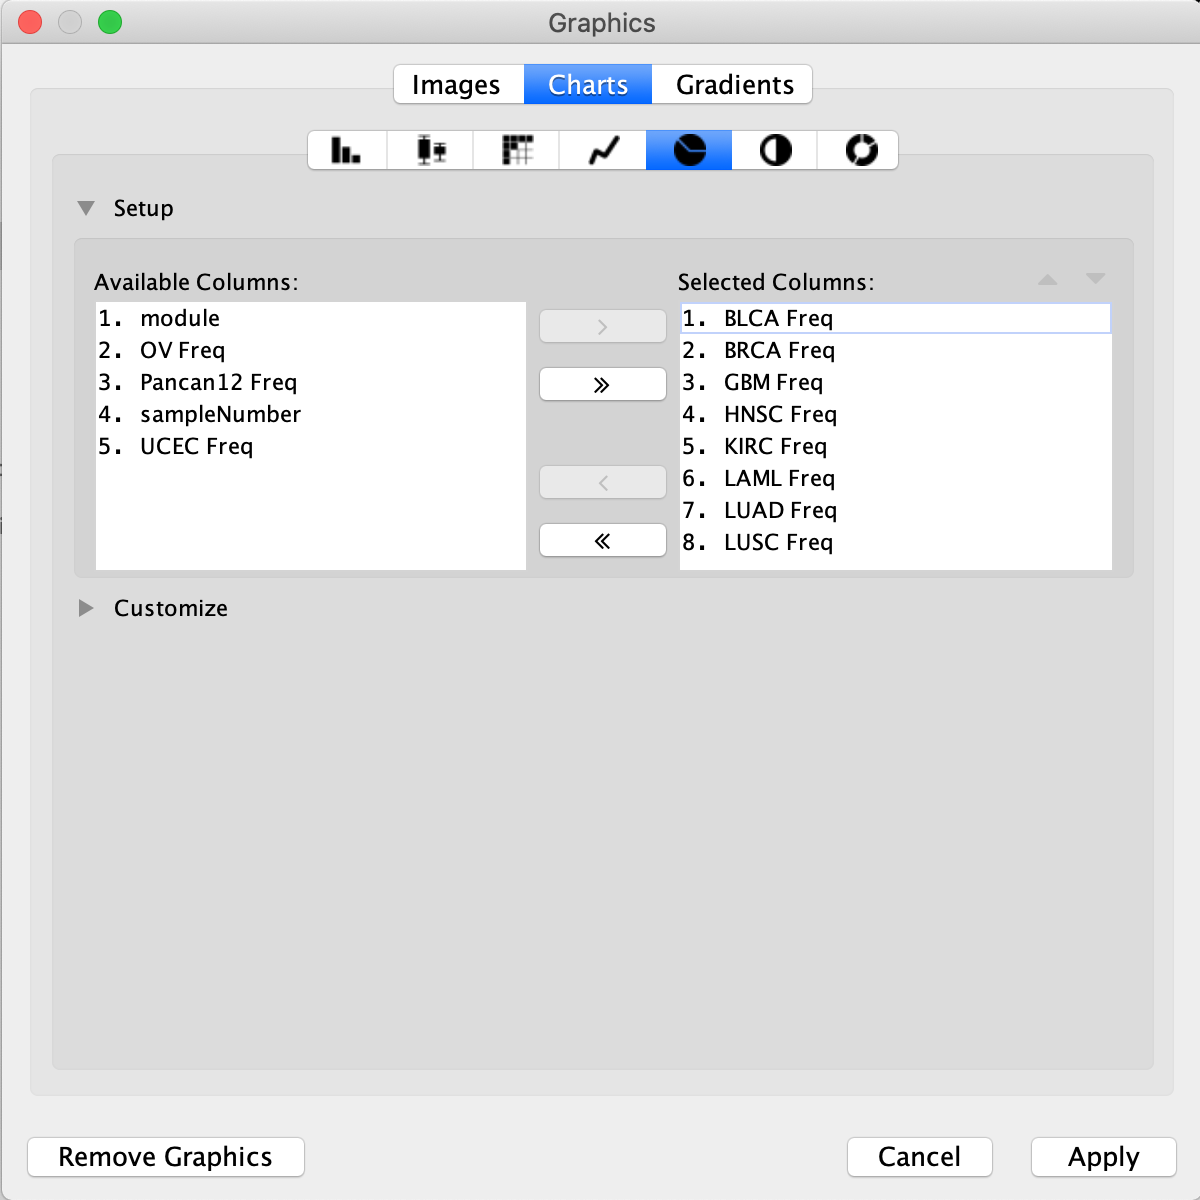 Graphics
Images Charts Gradients
Setup
Available Columns:
1. module
2. OV Freq
3. Pancan12 Freq
4. sampleNumber
5. UCEC Freq
>
»
<
«
Selected Columns:
1. BLCA Freq
2. BRCA Freq
3. GBM Freq
4. HNSC Freq
5. KIRC Freq
6. LAML Freq
7. LUAD Freq
8. LUSC Freq
Customize
Remove Graphics Cancel Apply